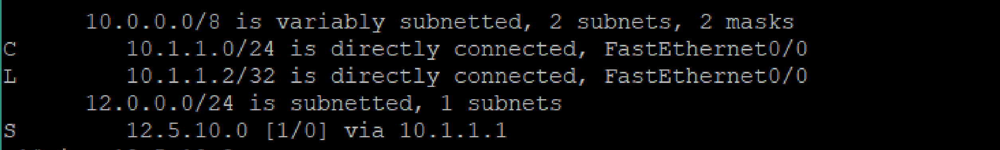 10.0.0.0/8 is variably subnetted, 2 subnets, 2 masks
C 10.1.1.0/24 is directly connected, FastEthernet0/0
L 10.1.1.2/32 is directly connected, FastEthernet0/0
12.0.0.0/24 is subnetted, 1 subnets
S 12.5.10.0 [1/0] via 10.1.1.1